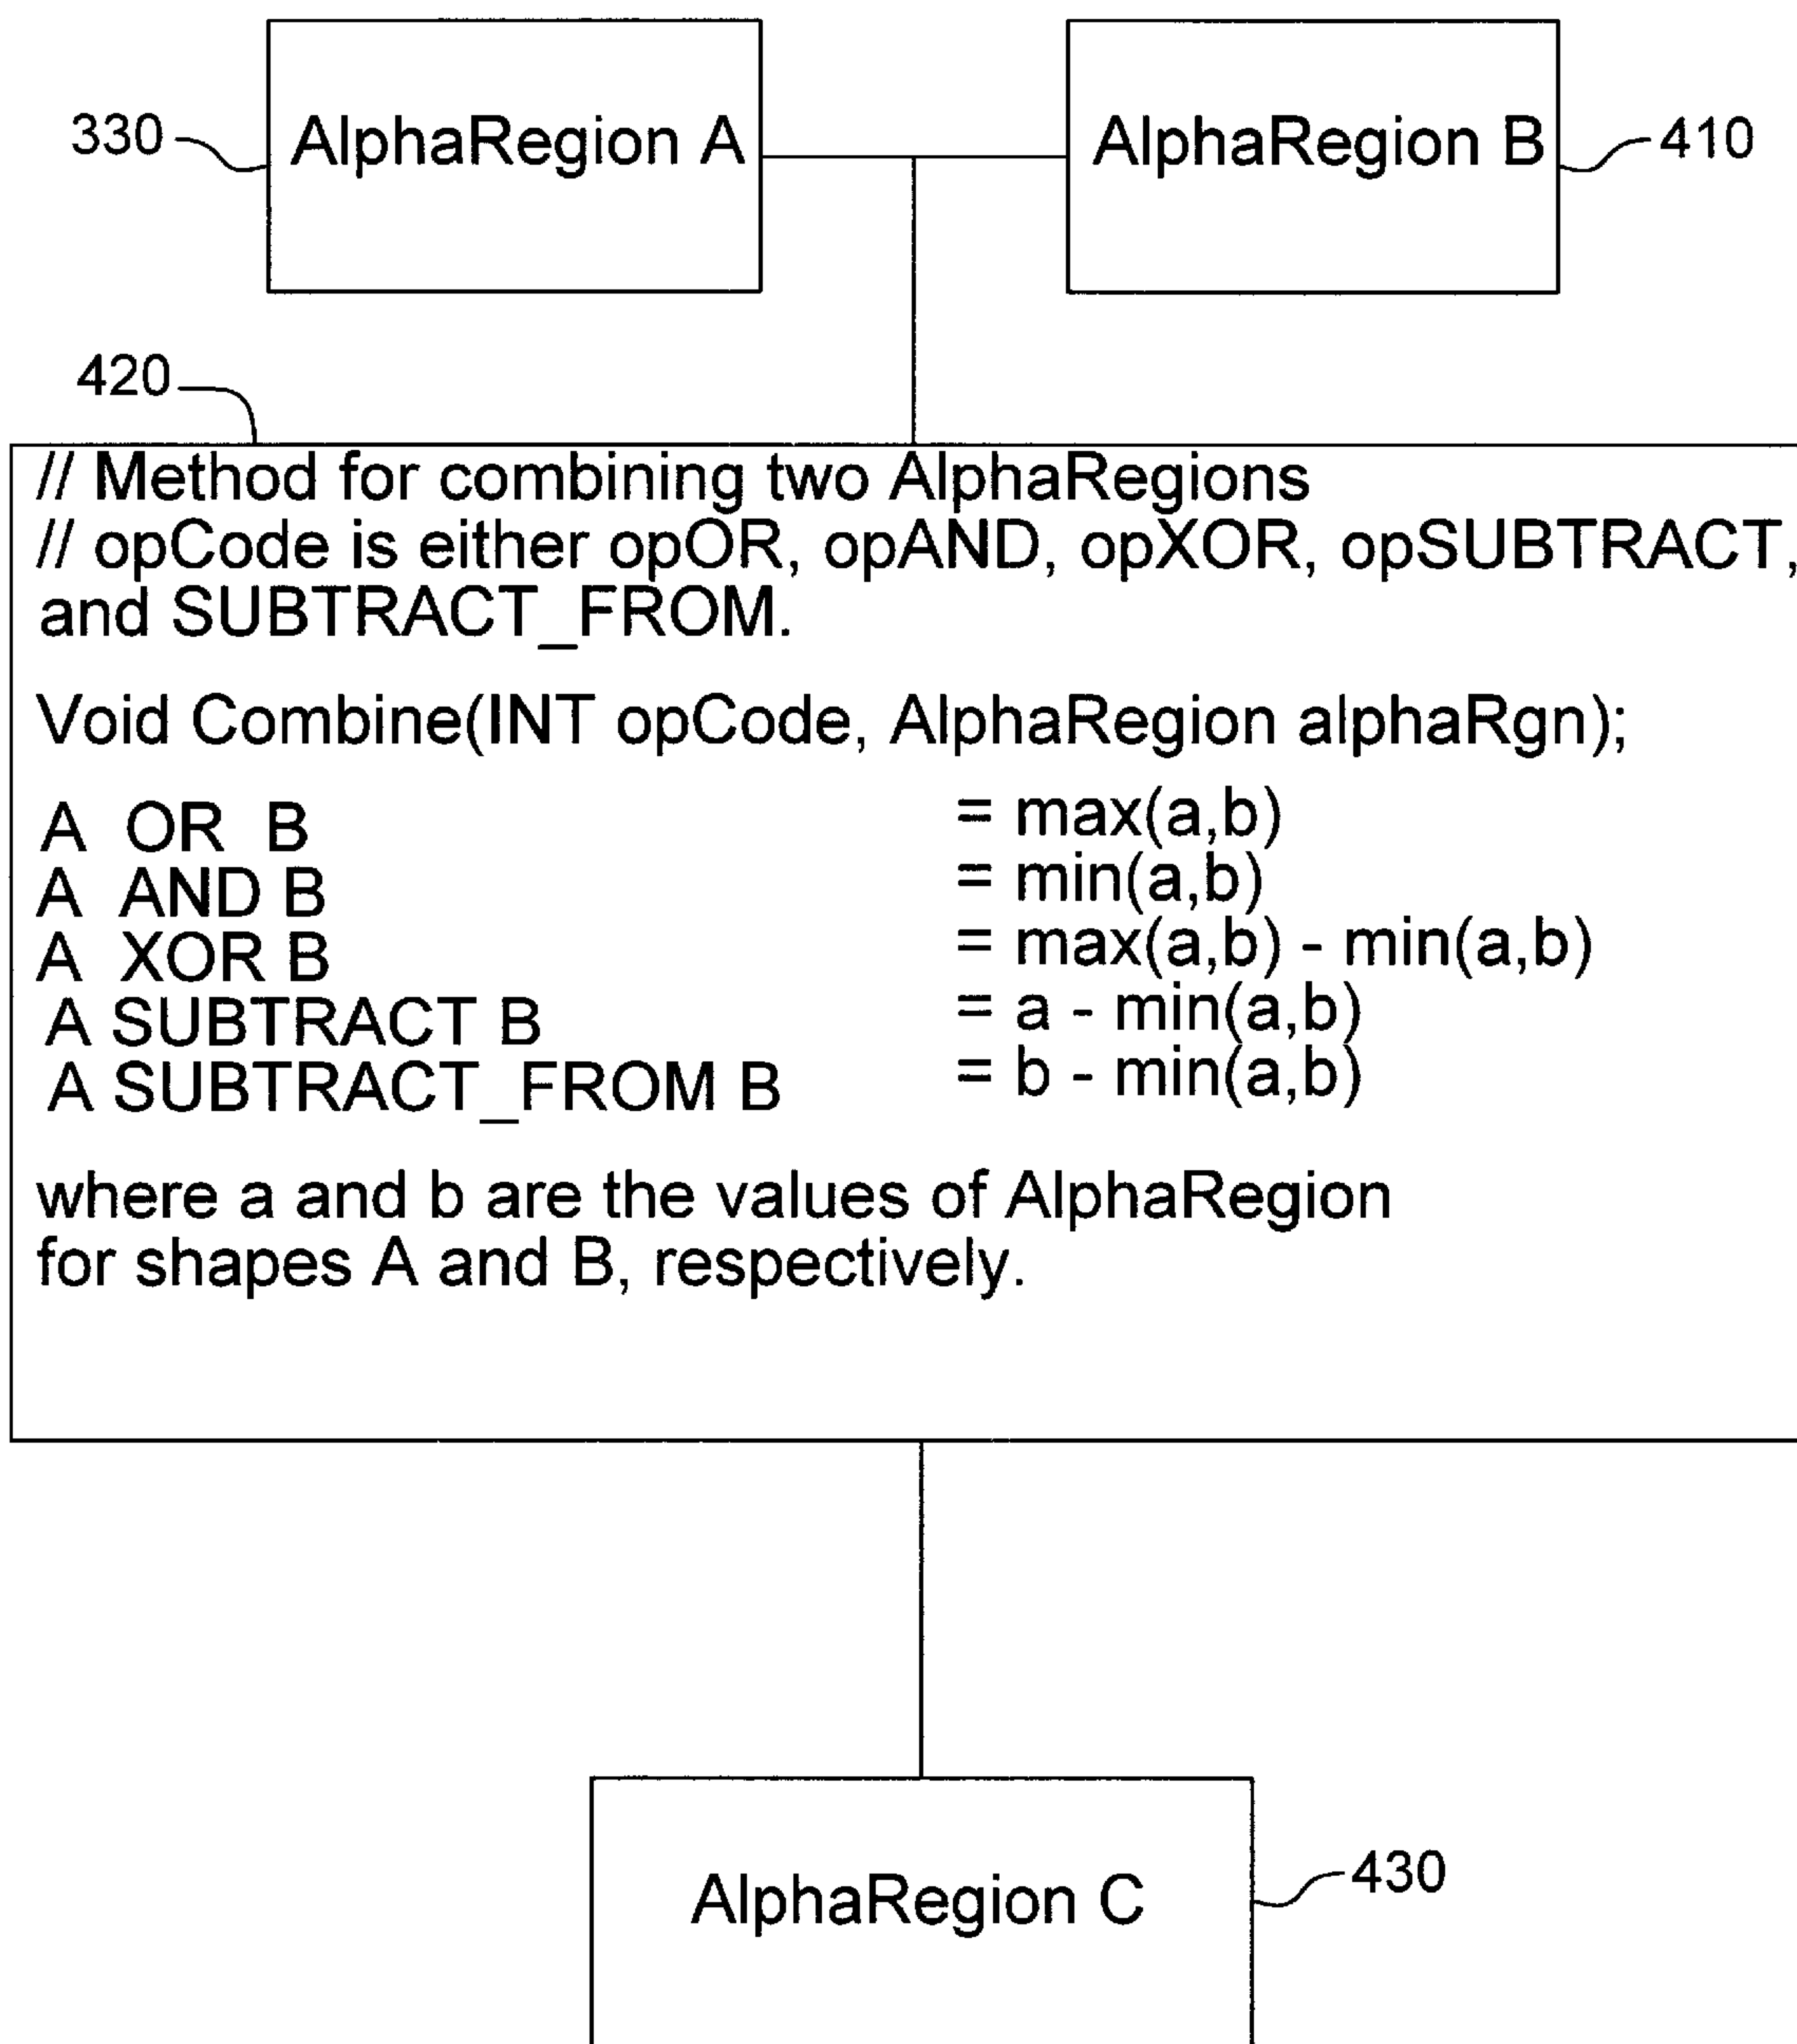 330 AlphaRegion A AlphaRegion B 410
420
// Method for combining two AlphaRegions
// opCode is either opOR, opAND, opXOR, opSUBTRACT,
and SUBTRACT_FROM.
Void Combine(INT opCode, AlphaRegion alphaRgn);
A OR B = max(a,b)
A AND B = min(a,b)
A XOR B = max(a,b) - min(a,b)
A SUBTRACT B = a - min(a,b)
A SUBTRACT_FROM B = b - min(a,b)
where a and b are the values of AlphaRegion
for shapes A and B, respectively.
AlphaRegion C 430